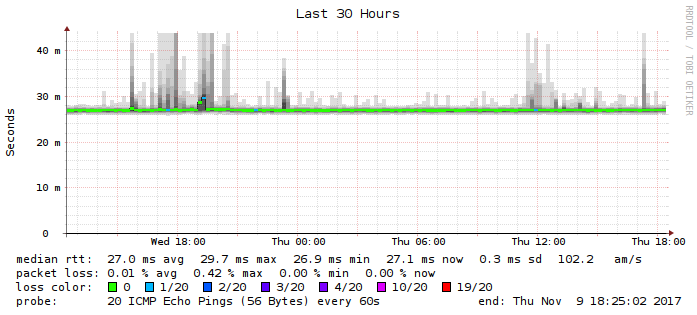 Last 30 Hours
RRDTOOL / TOBI OETIKER
Seconds
40 m
30 m
20 m
10 m
0
Wed 18:00 Thu 00:00 Thu 06:00 Thu 12:00 Thu 18:00
median rtt: 27.0 ms avg 29.7 ms max 26.9 ms min 27.1 ms now 0.3 ms sd 102.2 am/s
packet loss: 0.01 % avg 0.42 % max 0.00 % min 0.00 % now
loss color: 0 1/20 2/20 3/20 4/20 10/20 19/20
probe: 20 ICMP Echo Pings (56 Bytes) every 60s end: Thu Nov 9 18:25:02 2017